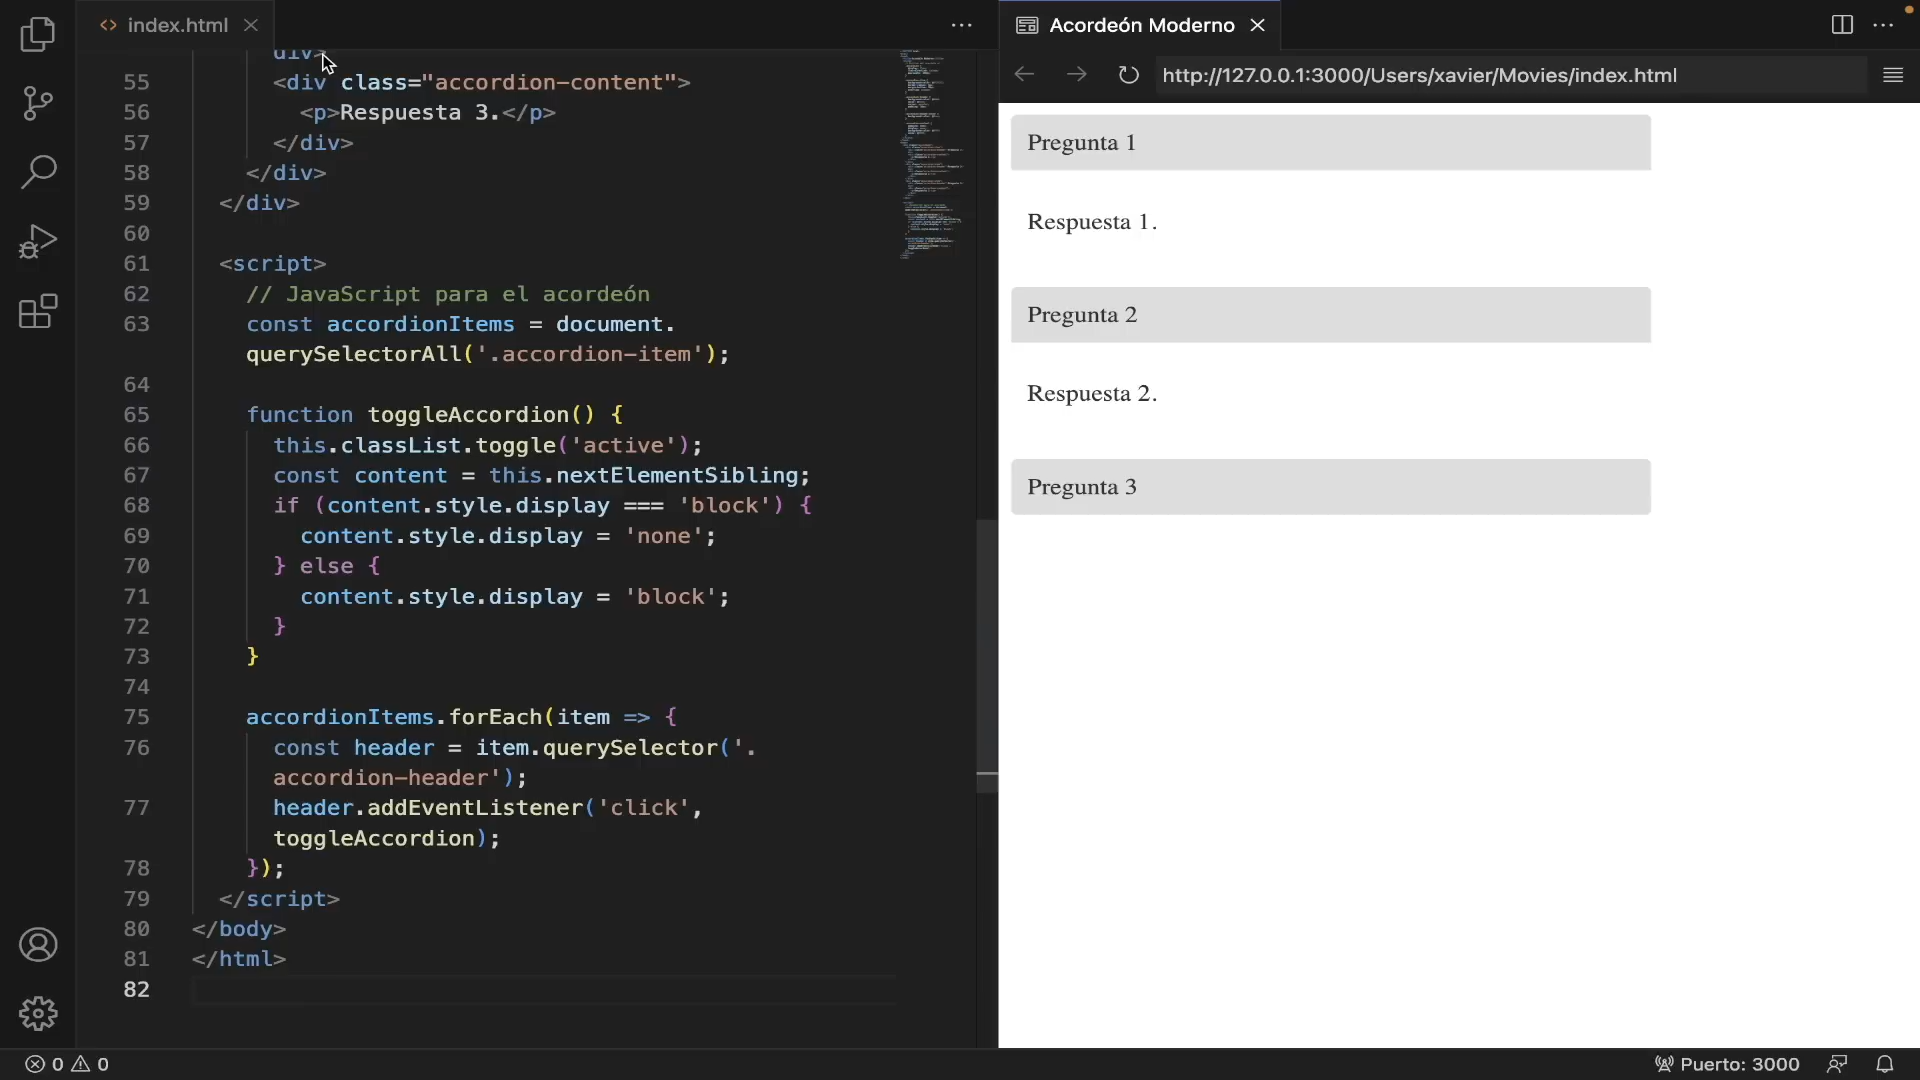 index.html
Acordeón Moderno
http://127.0.0.1:3000/Users/xavier/Movies/index.html
div>
55 <div class="accordion-content">
56 <p>Respuesta 3.</p>
57 </div>
58 </div>
59 </div>
60
61 <script>
62 // JavaScript para el acordeón
63 const accordionItems = document.
querySelectorAll('.accordion-item');
64
65 function toggleAccordion() {
66 this.classList.toggle('active');
67 const content = this.nextElementSibling;
68 if (content.style.display === 'block') {
69 content.style.display = 'none';
70 } else {
71 content.style.display = 'block';
72 }
73 }
74
75 accordionItems.forEach(item => {
76 const header = item.querySelector('.
accordion-header');
77 header.addEventListener('click',
toggleAccordion);
78 });
79 </script>
80 </body>
81 </html>
82
Pregunta 1
Respuesta 1.
Pregunta 2
Respuesta 2.
Pregunta 3
0 0
Puerto: 3000